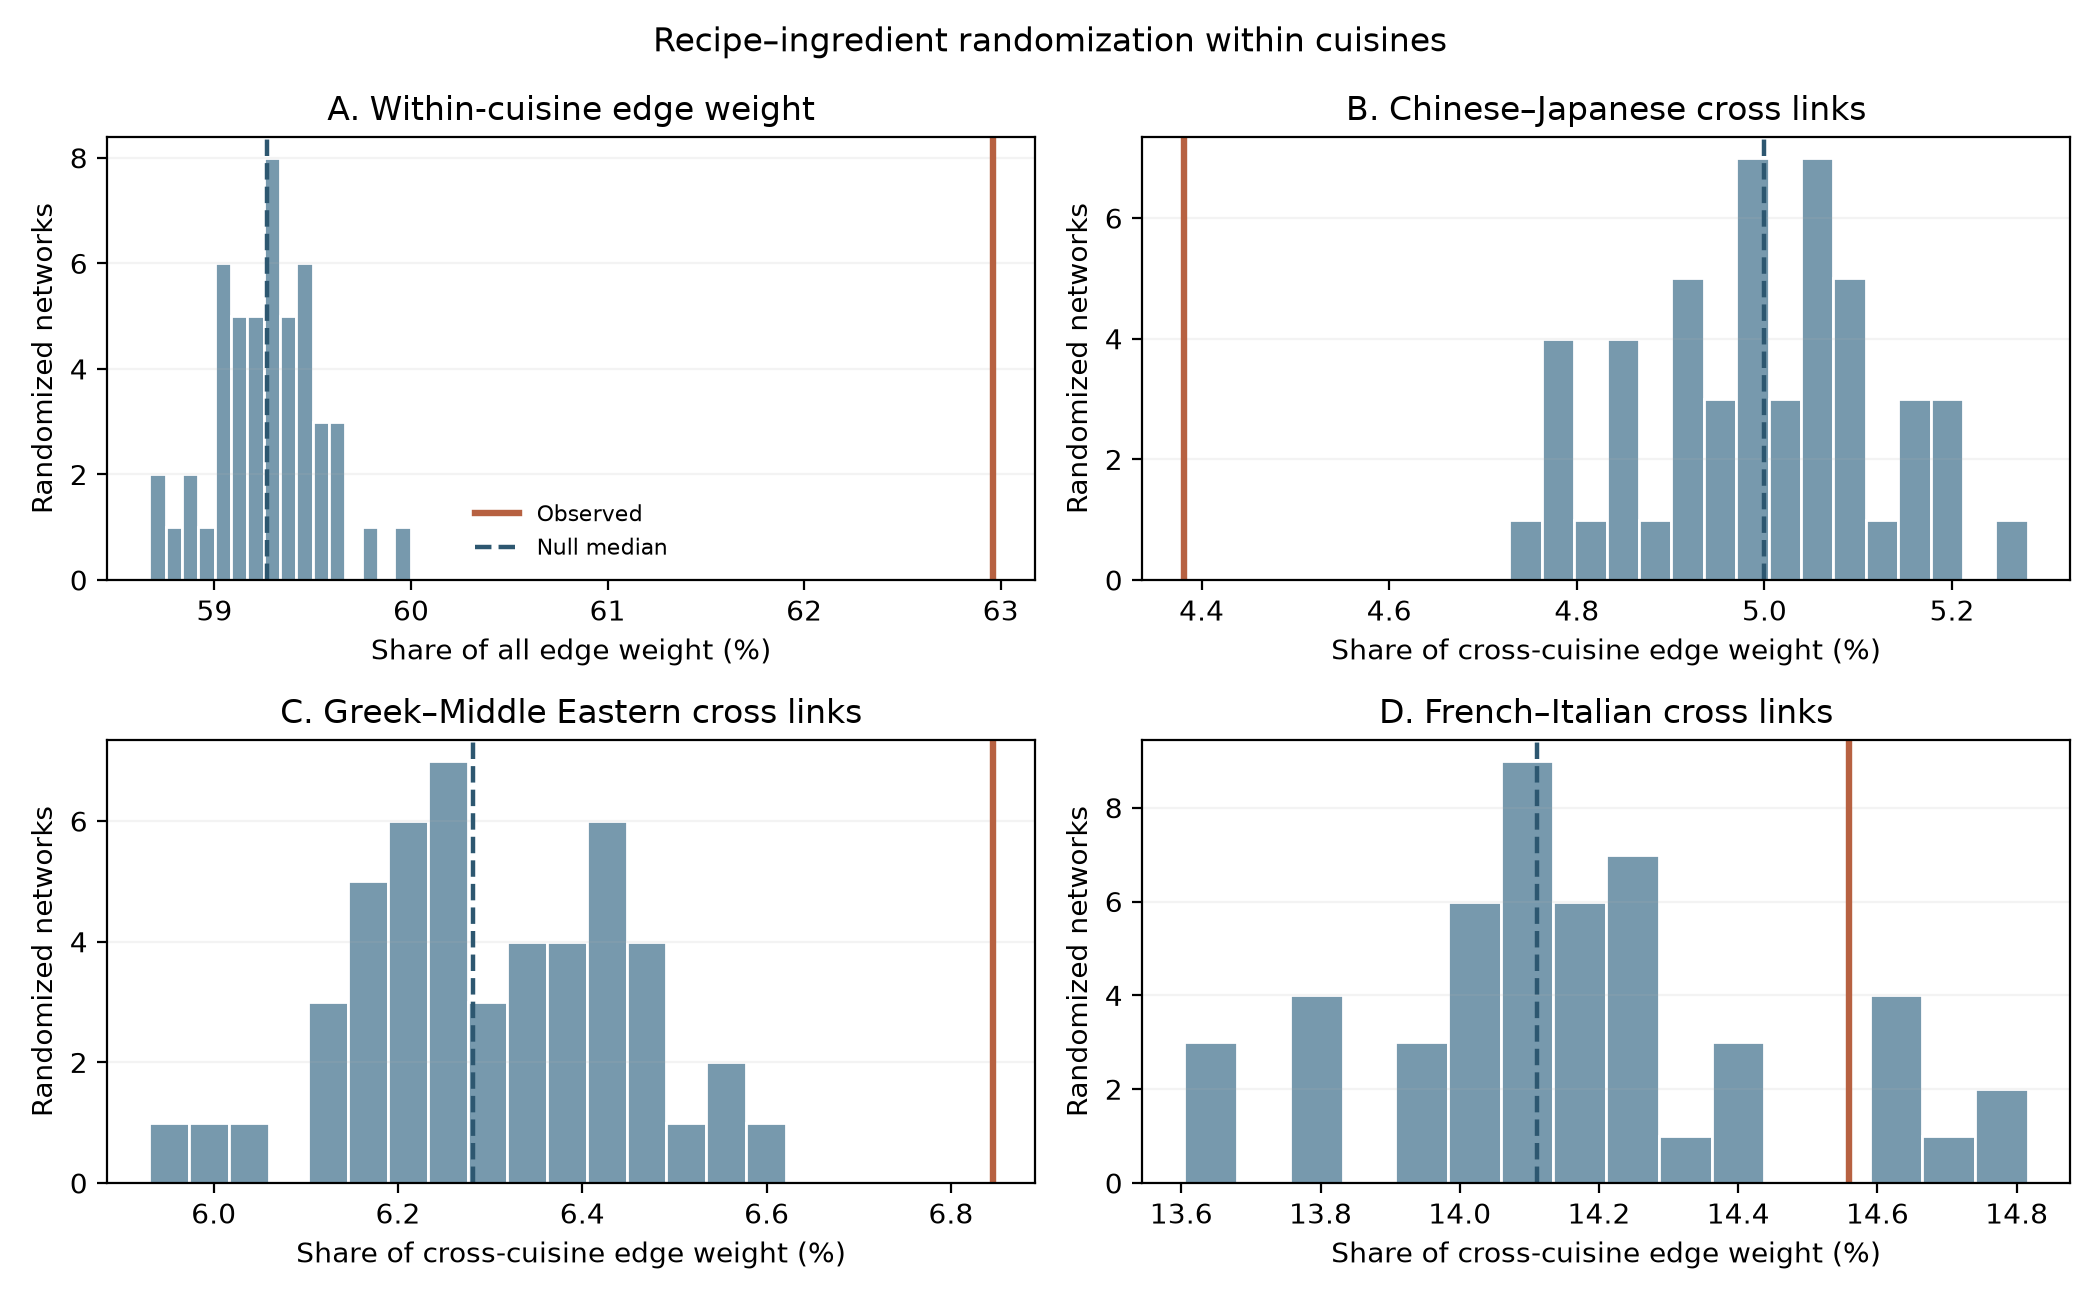 Recipe–ingredient randomization within cuisines
A. Within-cuisine edge weight
Randomized networks
8
6
4
2
0
Observed
Null median
59 60 61 62 63
Share of all edge weight (%)
B. Chinese–Japanese cross links
Randomized networks
6
4
2
0
4.4 4.6 4.8 5.0 5.2
Share of cross-cuisine edge weight (%)
C. Greek–Middle Eastern cross links
Randomized networks
6
4
2
0
6.0 6.2 6.4 6.6 6.8
Share of cross-cuisine edge weight (%)
D. French–Italian cross links
Randomized networks
8
6
4
2
0
13.6 13.8 14.0 14.2 14.4 14.6 14.8
Share of cross-cuisine edge weight (%)